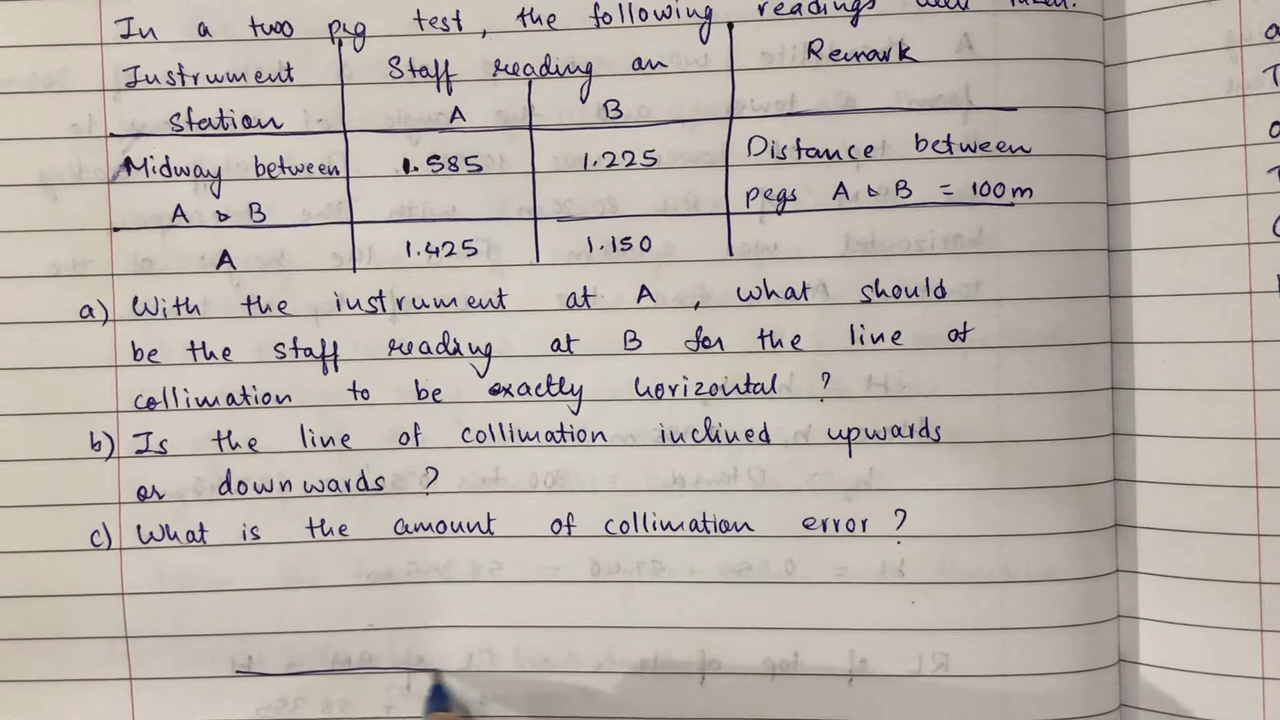 In a two peg test, the following readings
Instrument Station Staff reading on Remark
A B
Midway between A & B 1.585 1.225 Distance between pegs A & B = 100m
A 1.425 1.150
a) With the instrument at A, what should
be the staff reading at B for the line of
collimation to be exactly horizontal ?
b) Is the line of collimation inclined upwards
or downwards ?
c) What is the amount of collimation error ?